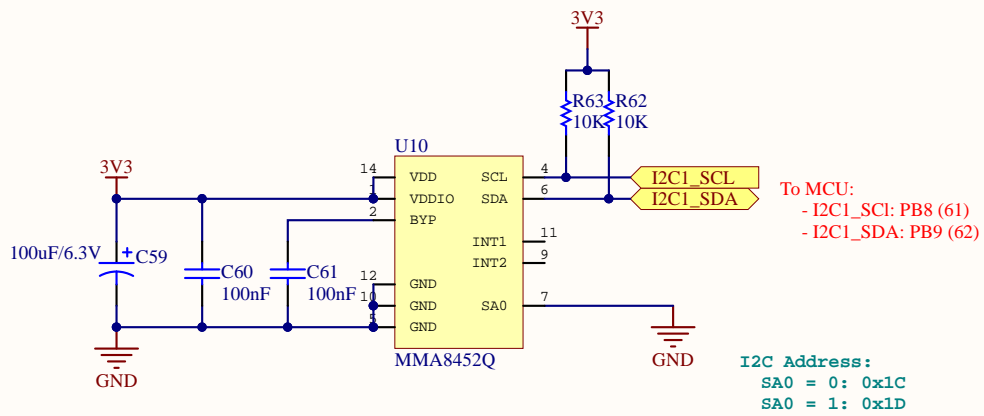 3V3
R63
R62
10K
10K
U10
3V3
14
VDD
SCL
4
I2C1_SCL
1
VDDIO
SDA
6
I2C1_SDA
2
BYP
To MCU:
- I2C1_SCl: PB8 (61)
- I2C1_SDA: PB9 (62)
INT1
11
100uF/6.3V
+
C59
INT2
9
C60
C61
100nF
100nF
12
GND
10
GND
SA0
7
5
GND
GND
MMA8452Q
GND
I2C Address:
SA0 = 0: 0x1C
SA0 = 1: 0x1D